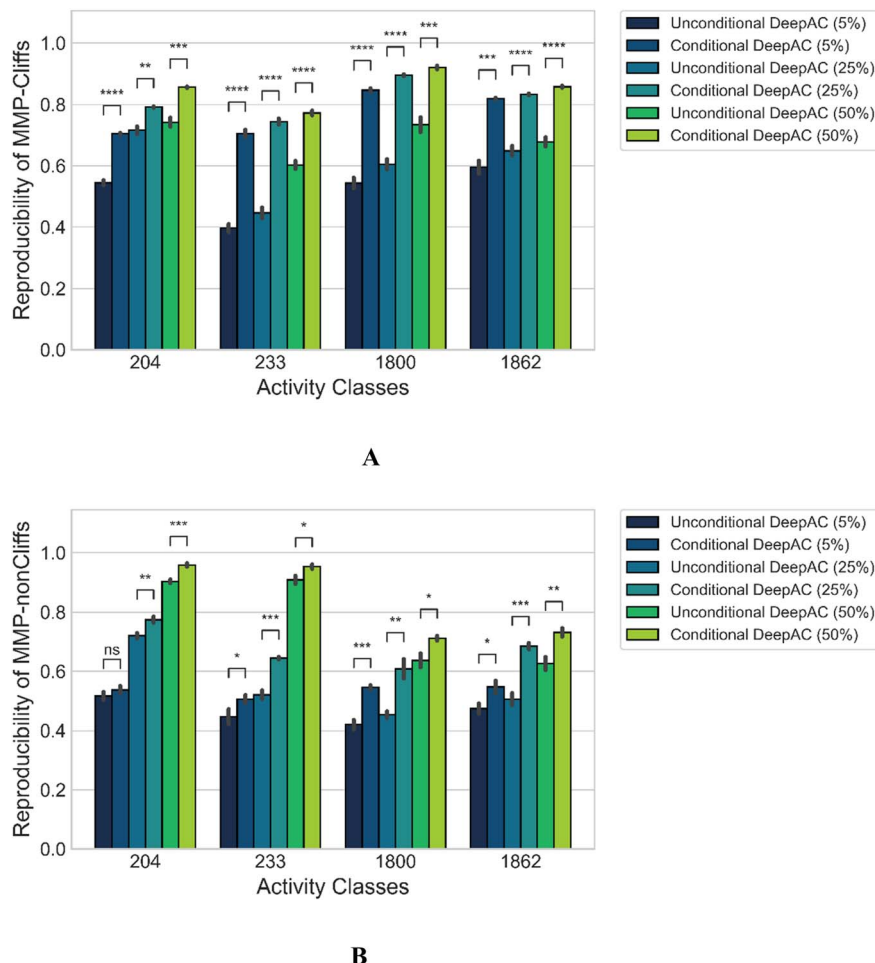 Reproducibility of MMP-Cliffs
1.0
0.8
0.6
0.4
0.2
0.0
**** ** *** **** **** **** **** **** *** *** **** ****
204 233 1800 1862
Activity Classes
Unconditional DeepAC (5%)
Conditional DeepAC (5%)
Unconditional DeepAC (25%)
Conditional DeepAC (25%)
Unconditional DeepAC (50%)
Conditional DeepAC (50%)
A
Reproducibility of MMP-nonCliffs
1.0
0.8
0.6
0.4
0.2
0.0
ns ** *** * *** * *** ** * * *** **
204 233 1800 1862
Activity Classes
Unconditional DeepAC (5%)
Conditional DeepAC (5%)
Unconditional DeepAC (25%)
Conditional DeepAC (25%)
Unconditional DeepAC (50%)
Conditional DeepAC (50%)
B